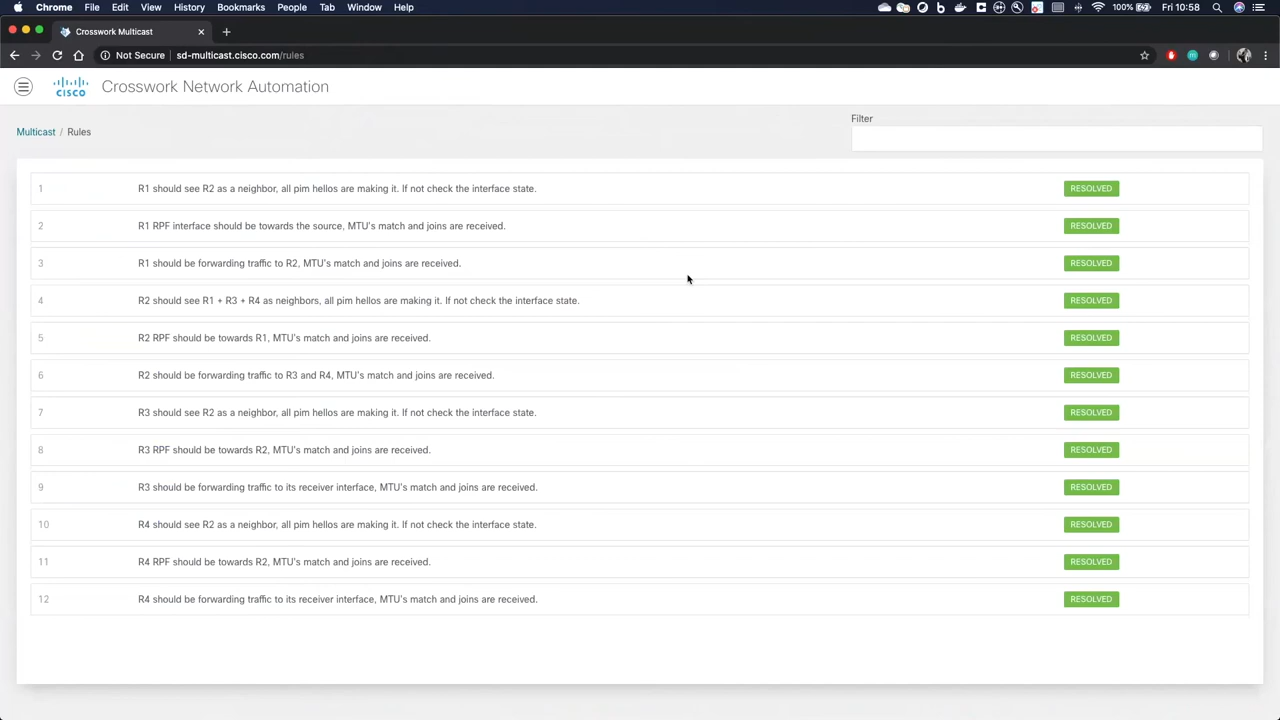 Chrome File Edit View History Bookmarks People Tab Window Help 100% Fri 10:58
Crosswork Multicast
Not Secure sd-multicast.cisco.com/rules
cisco Crosswork Network Automation
Multicast / Rules
Filter
1 R1 should see R2 as a neighbor, all pim hellos are making it. If not check the interface state. RESOLVED
2 R1 RPF interface should be towards the source, MTU's match and joins are received. RESOLVED
3 R1 should be forwarding traffic to R2, MTU's match and joins are received. RESOLVED
4 R2 should see R1 + R3 + R4 as neighbors, all pim hellos are making it. If not check the interface state. RESOLVED
5 R2 RPF should be towards R1, MTU's match and joins are received. RESOLVED
6 R2 should be forwarding traffic to R3 and R4, MTU's match and joins are received. RESOLVED
7 R3 should see R2 as a neighbor, all pim hellos are making it. If not check the interface state. RESOLVED
8 R3 RPF should be towards R2, MTU's match and joins are received. RESOLVED
9 R3 should be forwarding traffic to its receiver interface, MTU's match and joins are received. RESOLVED
10 R4 should see R2 as a neighbor, all pim hellos are making it. If not check the interface state. RESOLVED
11 R4 RPF should be towards R2, MTU's match and joins are received. RESOLVED
12 R4 should be forwarding traffic to its receiver interface, MTU's match and joins are received. RESOLVED